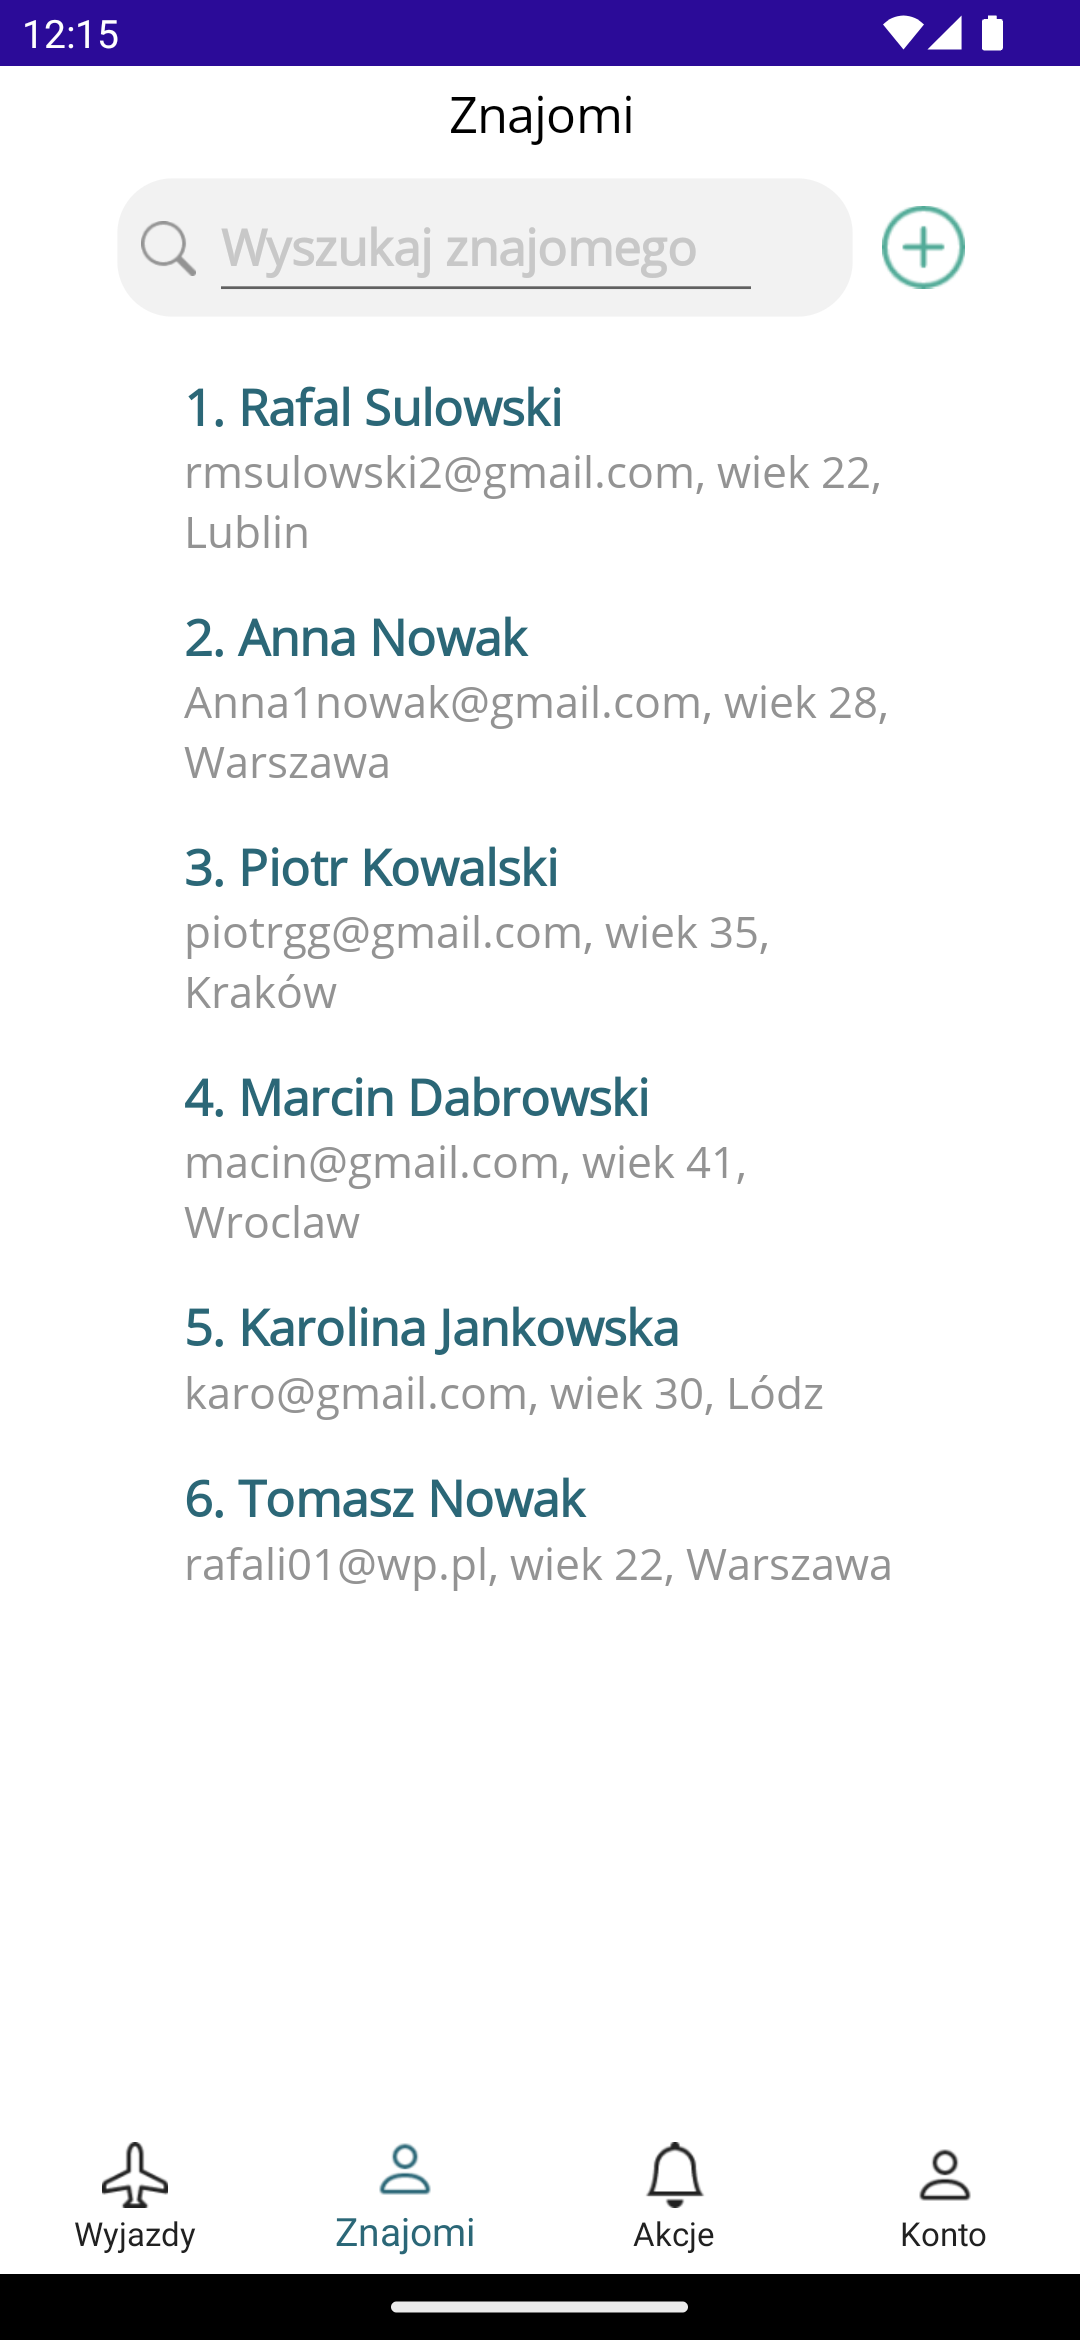 12:15
Znajomi
Wyszukaj znajomego
1. Rafal Sulowski
rmsulowski2@gmail.com, wiek 22,
Lublin
2. Anna Nowak
Anna1nowak@gmail.com, wiek 28,
Warszawa
3. Piotr Kowalski
piotrgg@gmail.com, wiek 35,
Kraków
4. Marcin Dabrowski
macin@gmail.com, wiek 41,
Wroclaw
5. Karolina Jankowska
karo@gmail.com, wiek 30, Lódz
6. Tomasz Nowak
rafali01@wp.pl, wiek 22, Warszawa
Wyjazdy Znajomi Akcje Konto